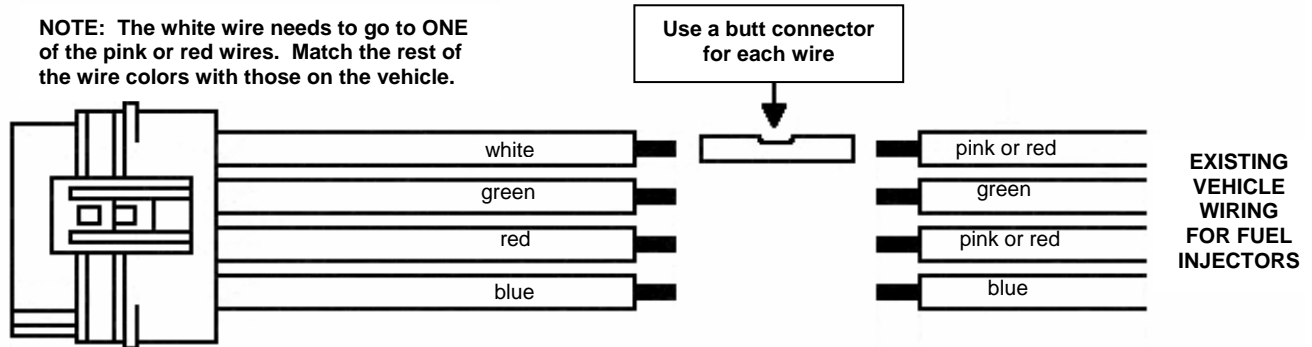 NOTE:  The white wire needs to go to ONE
of the pink or red wires.  Match the rest of
the wire colors with those on the vehicle.
Use a butt connector
for each wire
white
green
red
blue
pink or red
green
pink or red
blue
EXISTING
VEHICLE
WIRING
FOR FUEL
INJECTORS